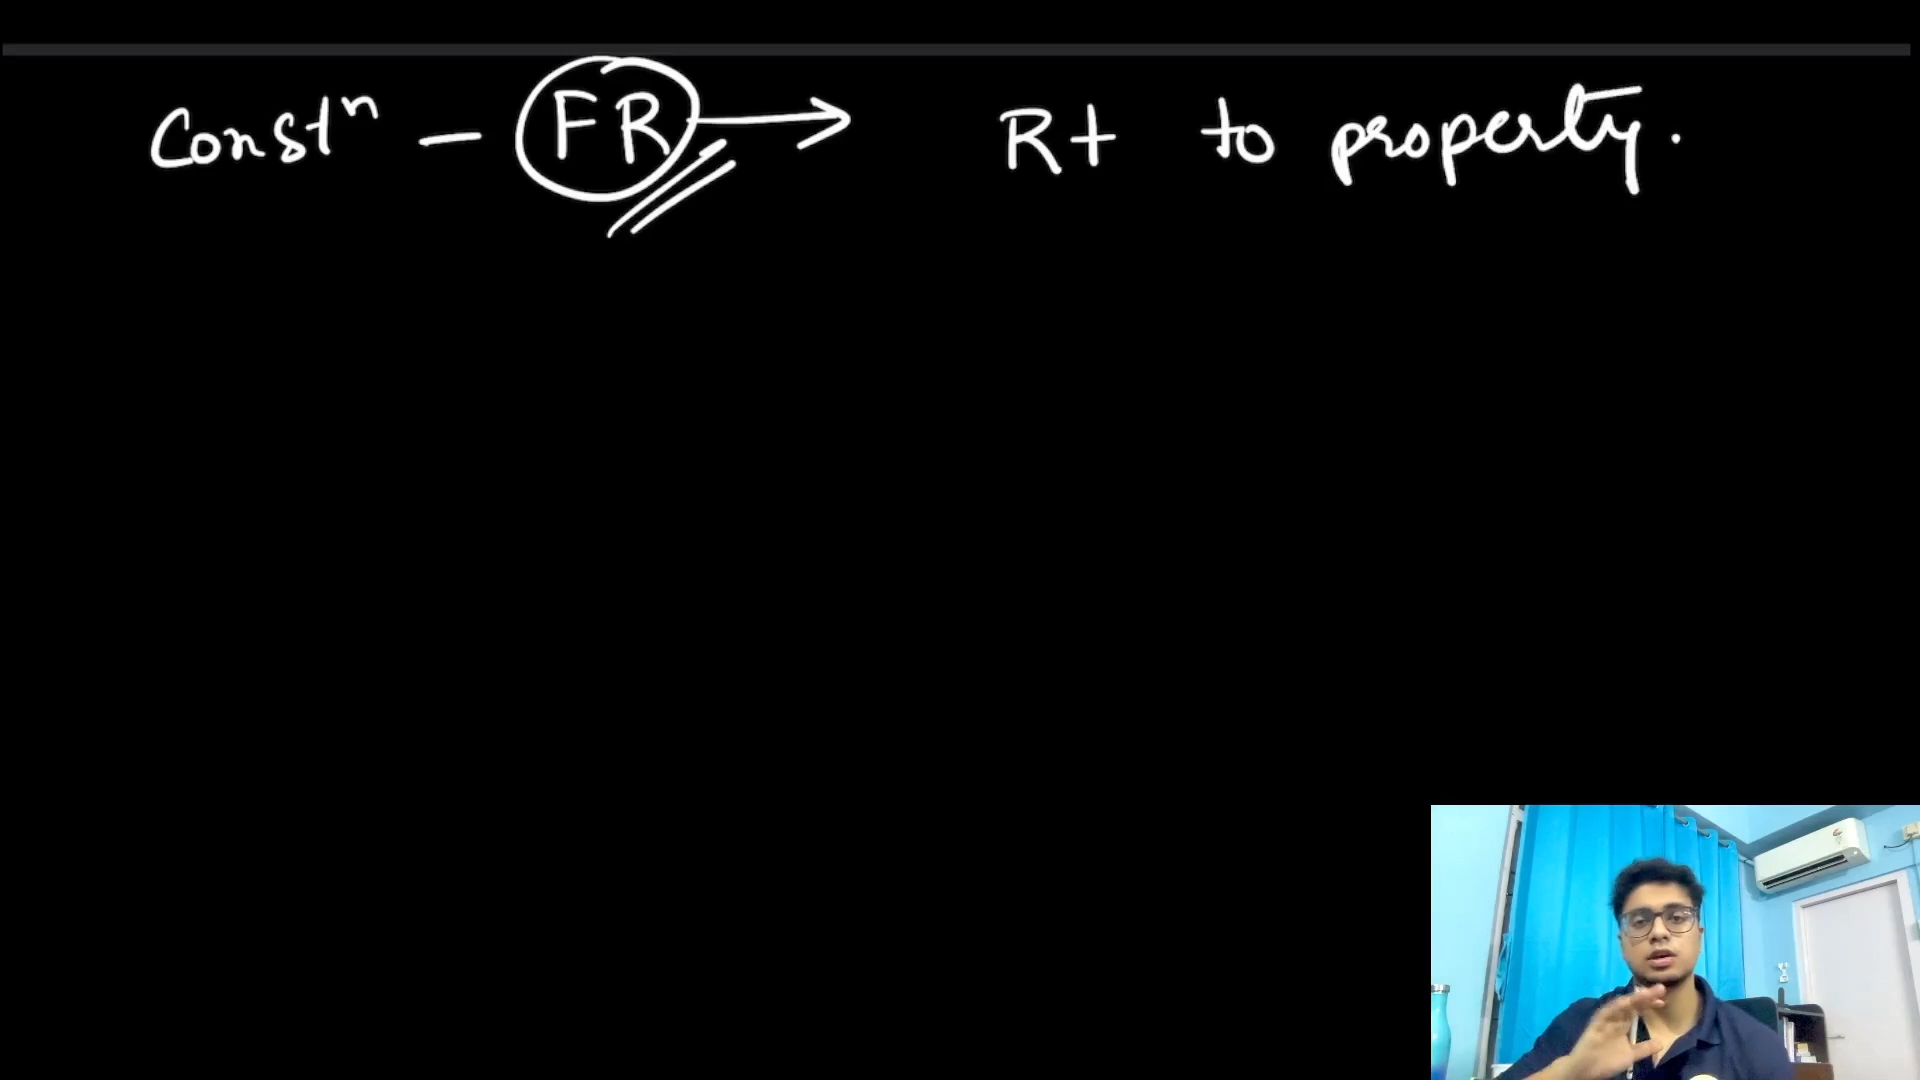 Constⁿ – FR → Rt to property.